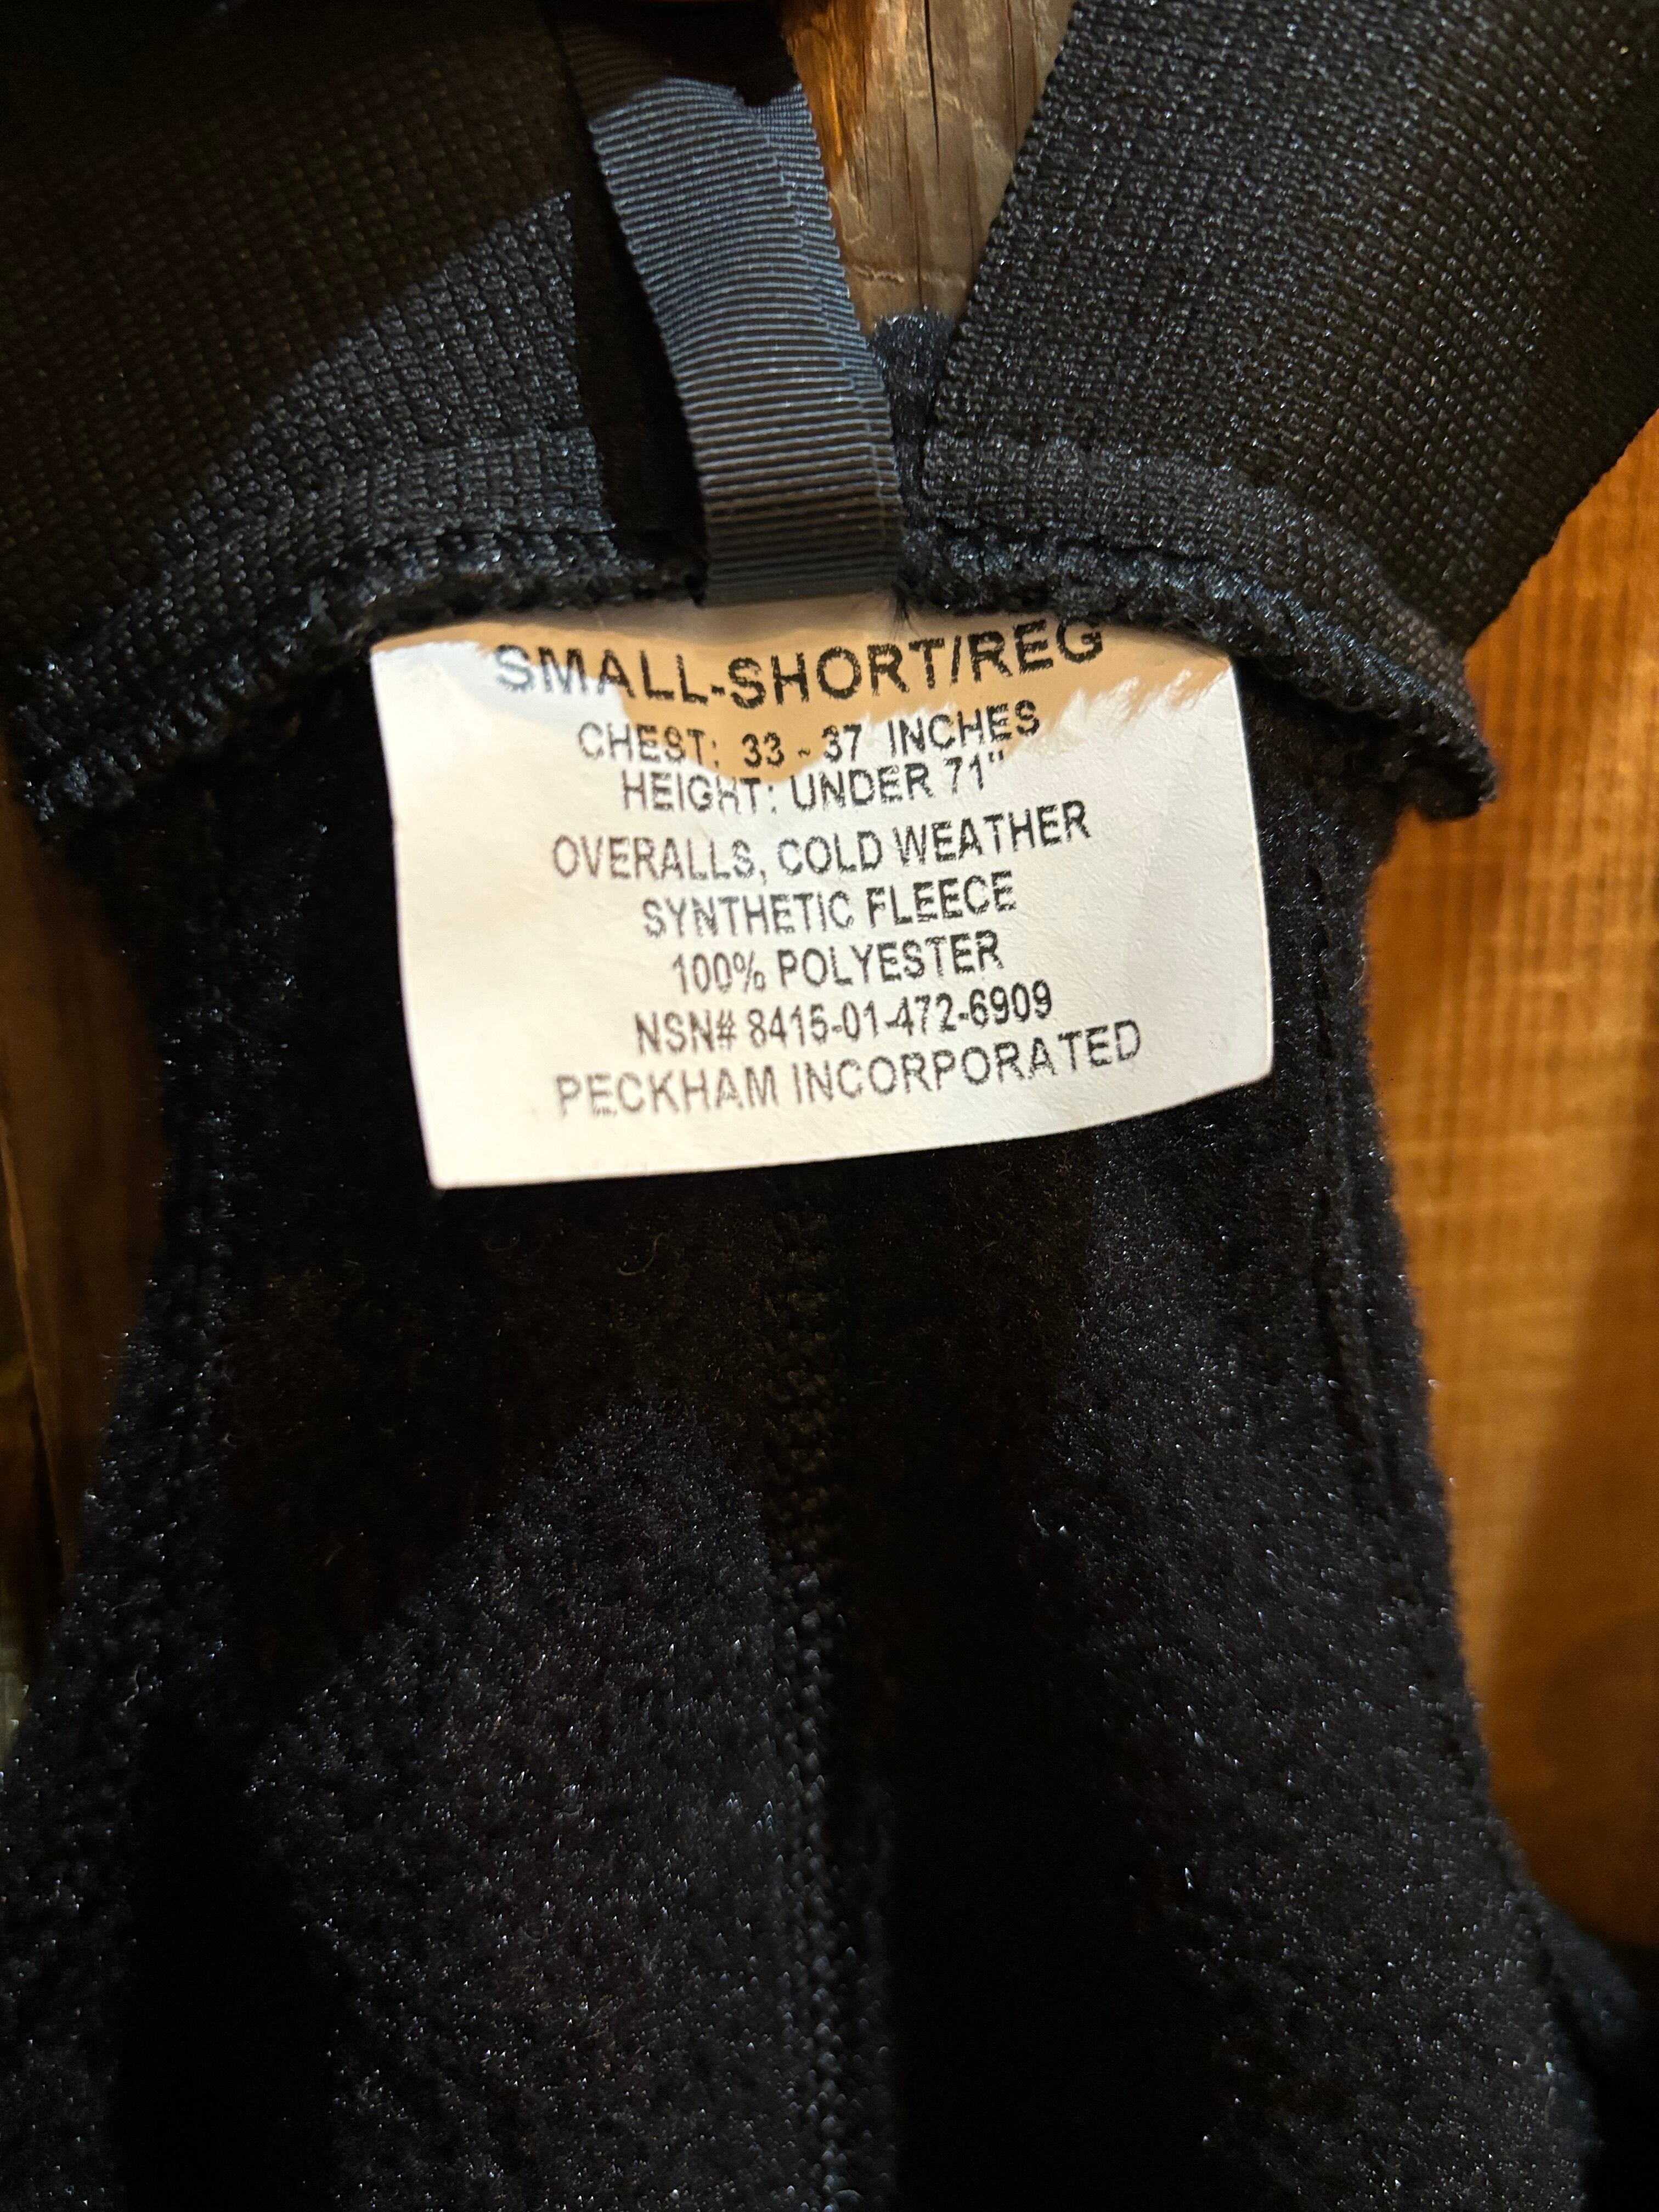 SMALL-SHORT/REG
CHEST: 33 - 37 INCHES
HEIGHT: UNDER 71"
OVERALLS, COLD WEATHER
SYNTHETIC FLEECE
100% POLYESTER
NSN# 8415-01-472-6909
PECKHAM INCORPORATED